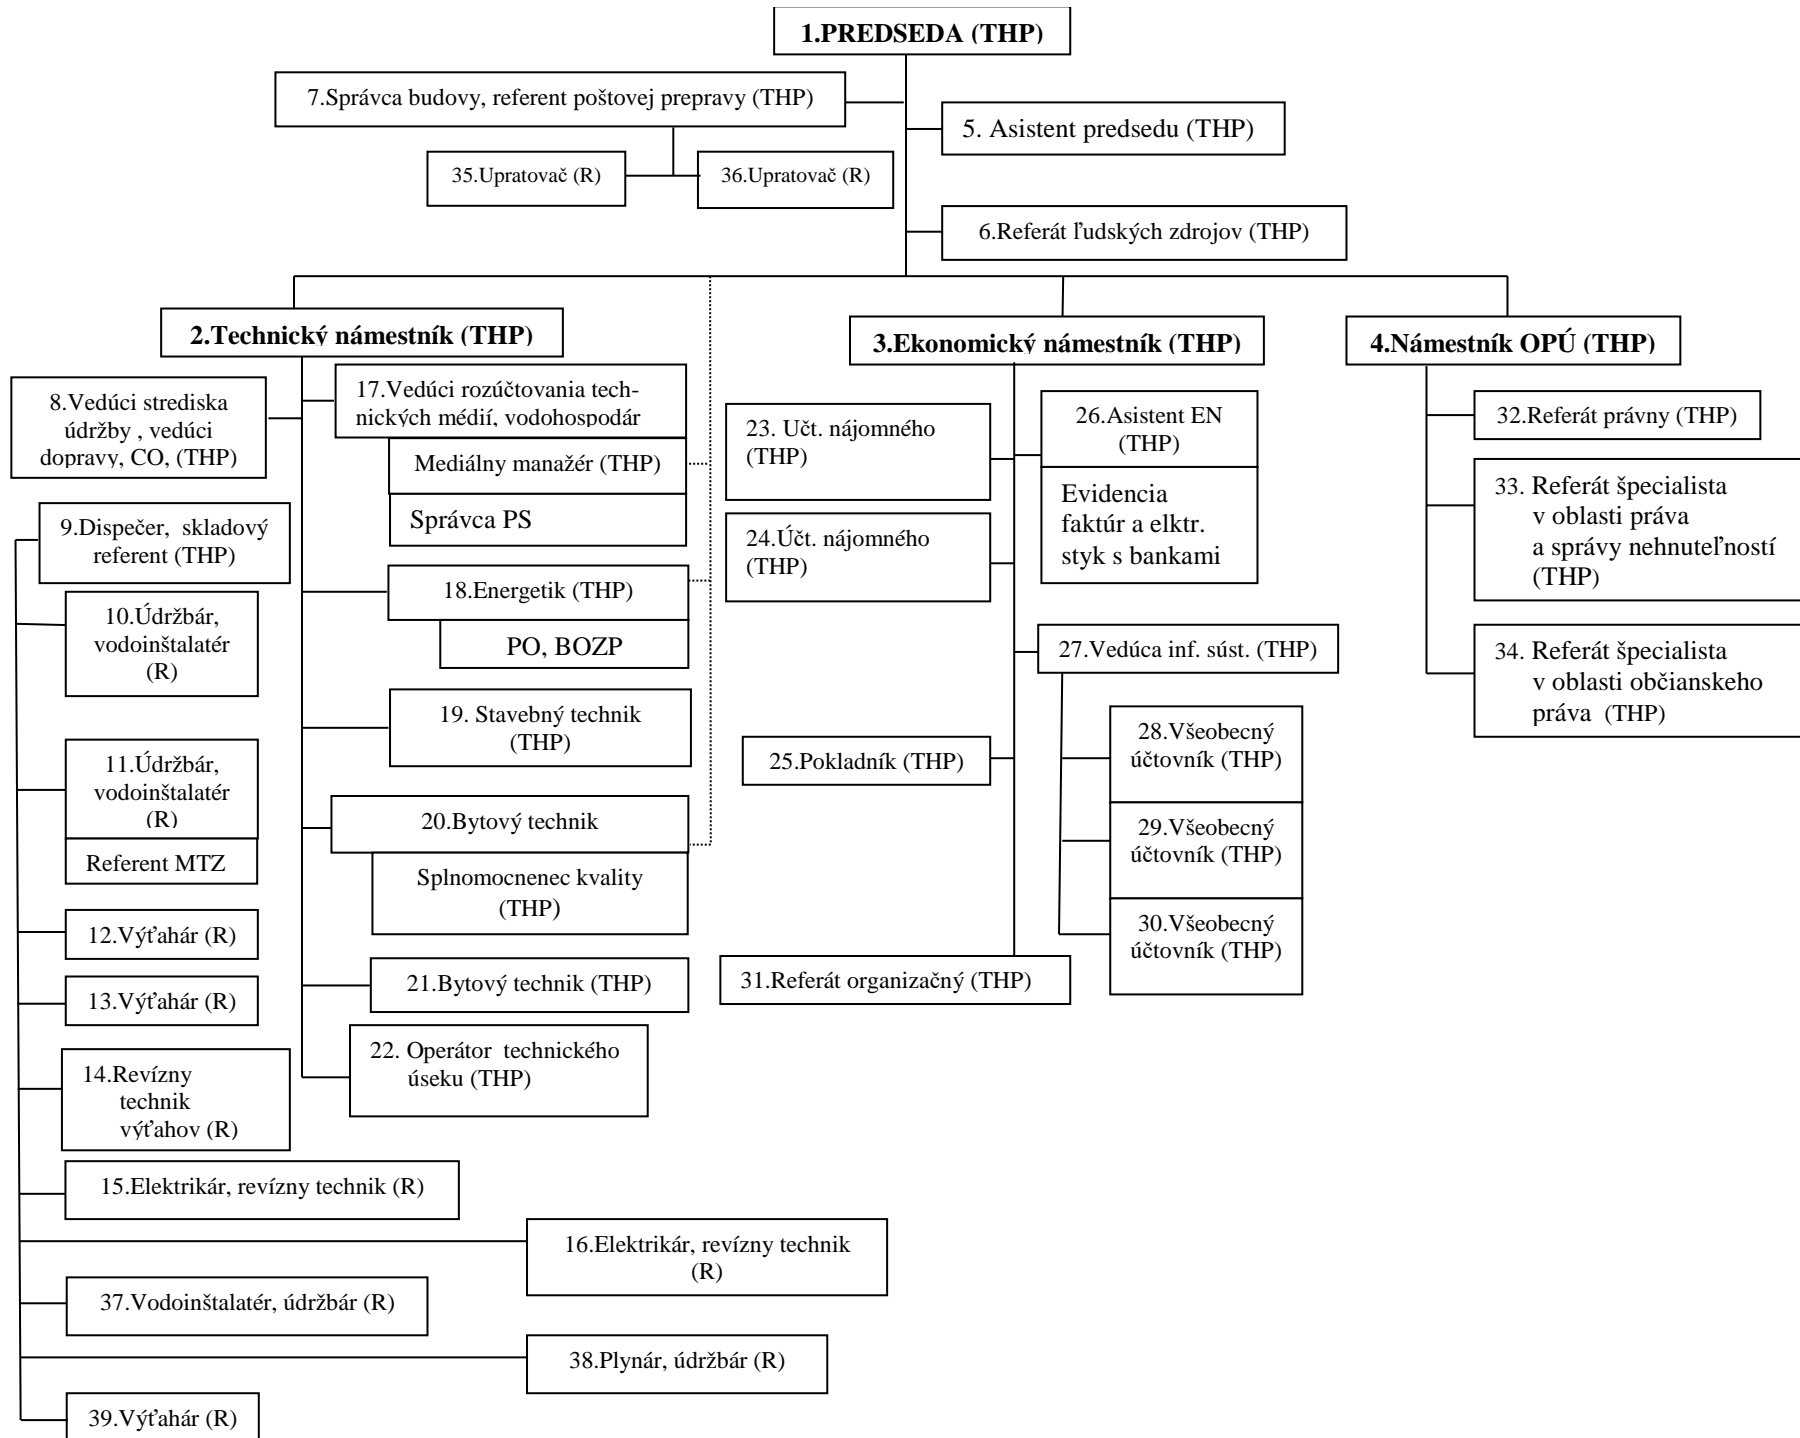 1.PREDSEDA (THP)
7.Správca budovy, referent poštovej prepravy (THP)
5. Asistent predsedu (THP)
35.Upratovač (R)
36.Upratovač (R)
6.Referát ľudských zdrojov (THP)
2.Technický námestník (THP)
3.Ekonomický námestník (THP)
4.Námestník OPÚ (THP)
8.Vedúci strediska
údržby , vedúci
dopravy, CO, (THP)
9.Dispečer, skladový
referent (THP)
10.Údržbár,
vodoinštalatér
(R)
11.Údržbár,
vodoinštalatér
(R)
Referent MTZ
12.Výťahár (R)
13.Výťahár (R)
14.Revízny
technik
výťahov (R)
15.Elektrikár, revízny technik (R)
16.Elektrikár, revízny technik
(R)
37.Vodoinštalatér, údržbár (R)
38.Plynár, údržbár (R)
39.Výťahár (R)
17.Vedúci rozúčtovania tech-
nických médií, vodohospodár
Mediálny manažér (THP)
Správca PS
18.Energetik (THP)
PO, BOZP
19. Stavebný technik
(THP)
20.Bytový technik
Splnomocnenec kvality
(THP)
21.Bytový technik (THP)
22. Operátor technického
úseku (THP)
23. Učt. nájomného
(THP)
24.Účt. nájomného
(THP)
25.Pokladník (THP)
31.Referát organizačný (THP)
26.Asistent EN
(THP)
Evidencia
faktúr a elktr.
styk s bankami
27.Vedúca inf. súst. (THP)
28.Všeobecný
účtovník (THP)
29.Všeobecný
účtovník (THP)
30.Všeobecný
účtovník (THP)
32.Referát právny (THP)
33. Referát špecialista
v oblasti práva
a správy nehnuteľností
(THP)
34. Referát špecialista
v oblasti občianskeho
práva (THP)